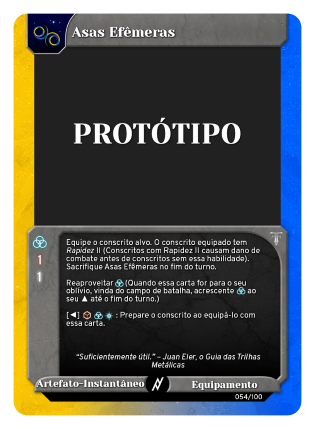 Asas Efêmeras
PROTÓTIPO
Equipe o conscrito alvo. O conscrito equipado tem
Rapidez II (Conscritos com Rapidez II causam dano de
combate antes de conscritos sem essa habilidade).
Sacrifique Asas Efêmeras no fim do turno.
1
1
Reaproveitar (Quando essa carta for para o seu
oblívio, vinda do campo de batalha, acrescente ao
seu ▲ até o fim do turno.)
[◄] : Prepare o conscrito ao equipá-lo com
essa carta.
“Suficientemente útil.” – Juan Eler, o Guia das Trilhas
Metálicas
Artefato-Instantâneo
Equipamento
054/100